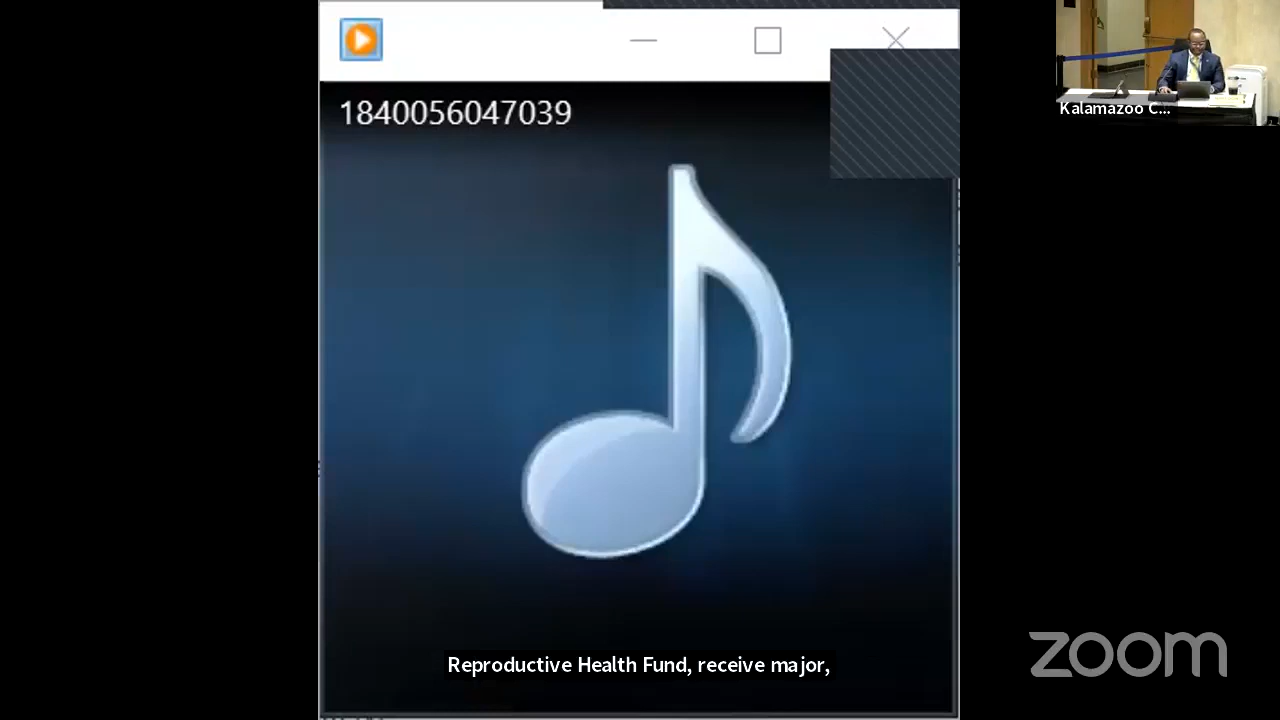 1840056047039
Kalamazoo C...
Reproductive Health Fund, receive major,
zoom